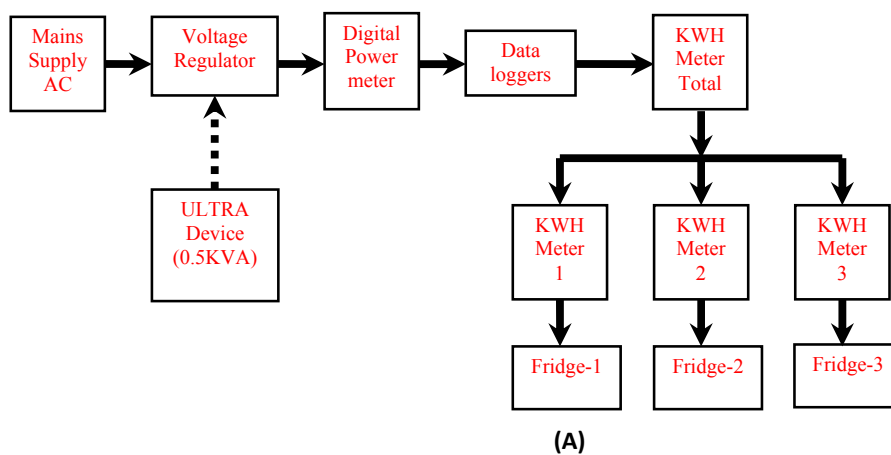 Mains
Supply
AC
Voltage
Regulator
Digital
Power
meter
Data
loggers
KWH
Meter
Total
ULTRA
Device
(0.5KVA)
KWH
Meter
1
KWH
Meter
2
KWH
Meter
3
Fridge-1
Fridge-2
Fridge-3
(A)